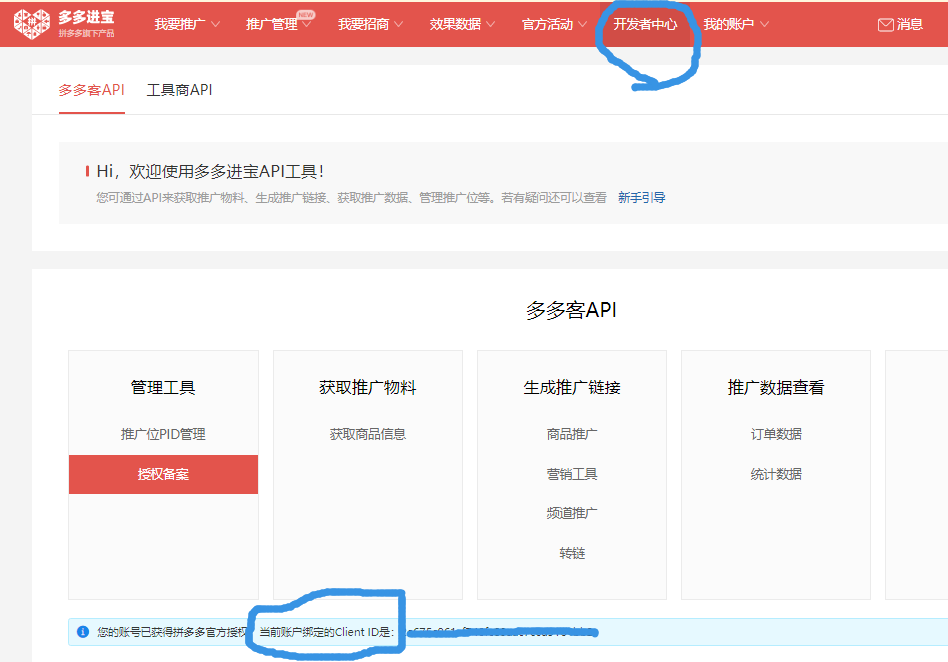 多多进宝
拼多多旗下产品
我要推广 推广管理 NEW 我要招商 效果数据 官方活动 开发者中心 我的账户 消息
多多客API 工具商API
Hi，欢迎使用多多进宝API工具！
您可通过API来获取推广物料、生成推广链接、获取推广数据、管理推广位等。若有疑问还可以查看 新手引导
多多客API
管理工具 获取推广物料 生成推广链接 推广数据查看
推广位PID管理 获取商品信息 商品推广 订单数据
授权备案 营销工具 统计数据
频道推广
转链
您的账号已获得拼多多官方授权 当前账户绑定的Client ID是：